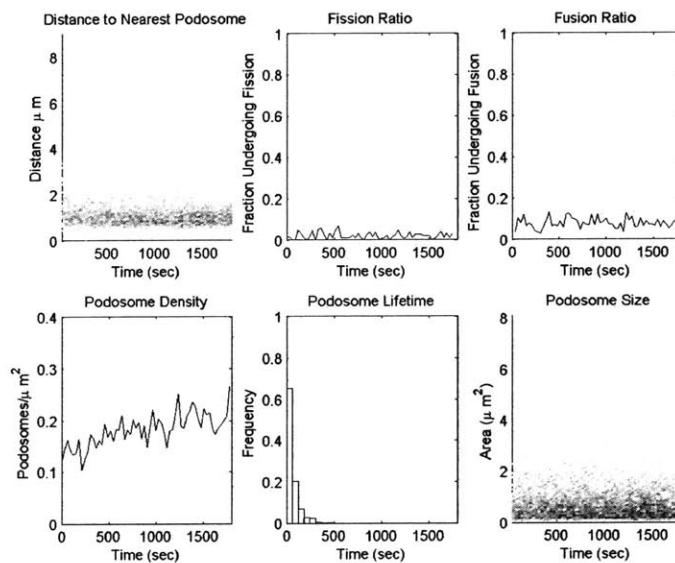 Distance to Nearest Podosome
Distance μ m
8
6
4
2
0
0 500 1000 1500
Time (sec)
Fission Ratio
Fraction Undergoing Fission
1
0.8
0.6
0.4
0.2
0
0 500 1000 1500
Time (sec)
Fusion Ratio
Fraction Undergoing Fusion
1
0.8
0.6
0.4
0.2
0
0 500 1000 1500
Time (sec)
Podosome Density
Podosomes/μ m²
0.4
0.3
0.2
0.1
0
0 500 1000 1500
Time (sec)
Podosome Lifetime
Frequency
1
0.8
0.6
0.4
0.2
0
0 500 1000 1500
Time (sec)
Podosome Size
Area (μ m²)
8
6
4
2
0
500 1000 1500
Time (sec)